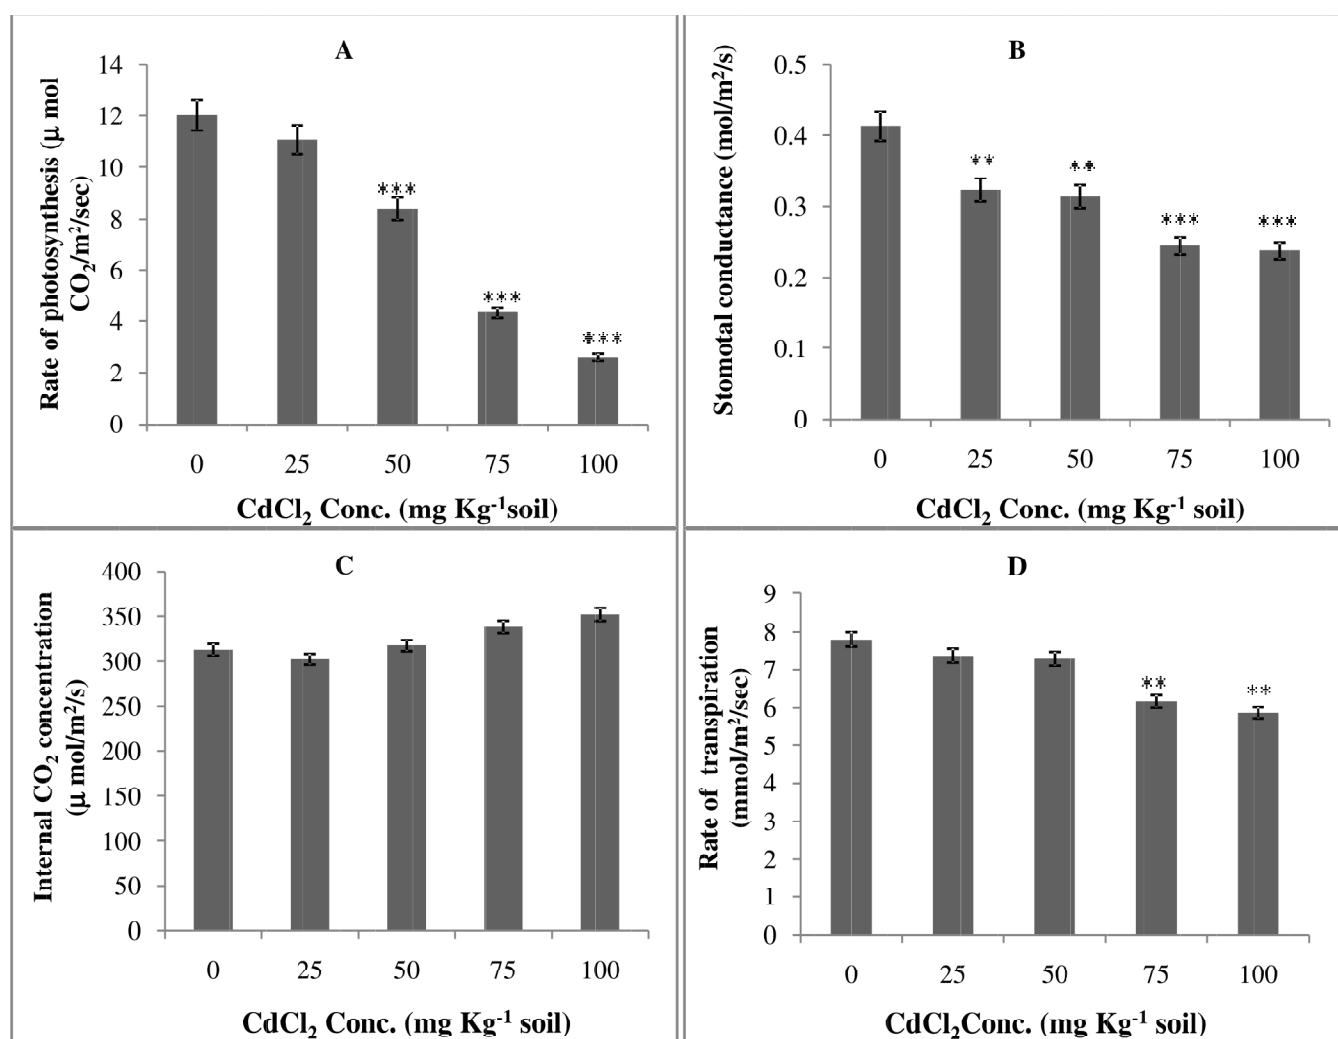 A
Rate of photosynthesis (µ mol
CO₂/m²/sec)
14
12
10
8
6
4
2
0
***
***
***
0 25 50 75 100
CdCl₂ Conc. (mg Kg⁻¹soil)
B
Stomotal conductance (mol/m²/s)
0.5
0.4
0.3
0.2
0.1
0
**
**
***
***
0 25 50 75 100
CdCl₂ Conc. (mg Kg⁻¹ soil)
C
Internal CO₂ concentration
(µ mol/m²/s)
400
350
300
250
200
150
100
50
0
0 25 50 75 100
CdCl₂ Conc. (mg Kg⁻¹ soil)
D
Rate of transpiration
(mmol/m²/sec)
9
8
7
6
5
4
3
2
1
0
**
**
0 25 50 75 100
CdCl₂Conc. (mg Kg⁻¹ soil)